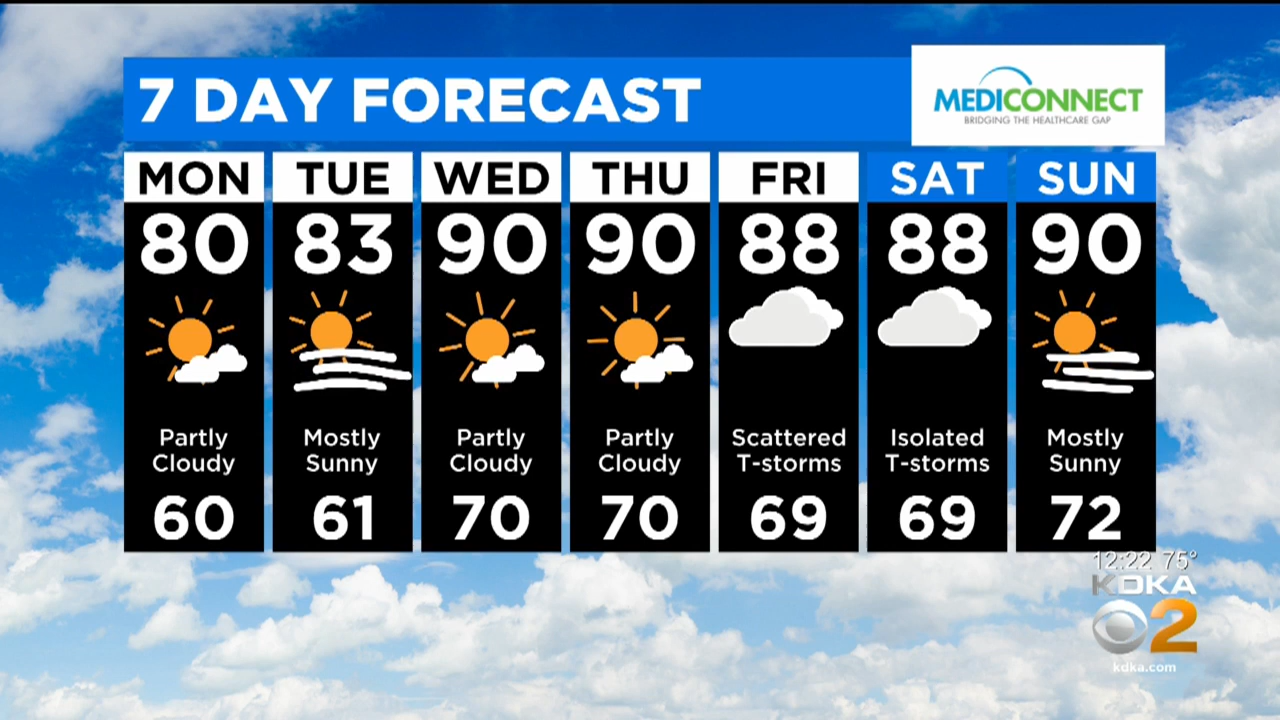 7 DAY FORECAST
MEDICONNECT
BRIDGING THE HEALTHCARE GAP
MON TUE WED THU FRI SAT SUN
80 83 90 90 88 88 90
Partly Mostly Partly Partly Scattered Isolated Mostly
Cloudy Sunny Cloudy Cloudy T-storms T-storms Sunny
60 61 70 70 69 69 72
12:22 75°
KDKA
2
kdka.com